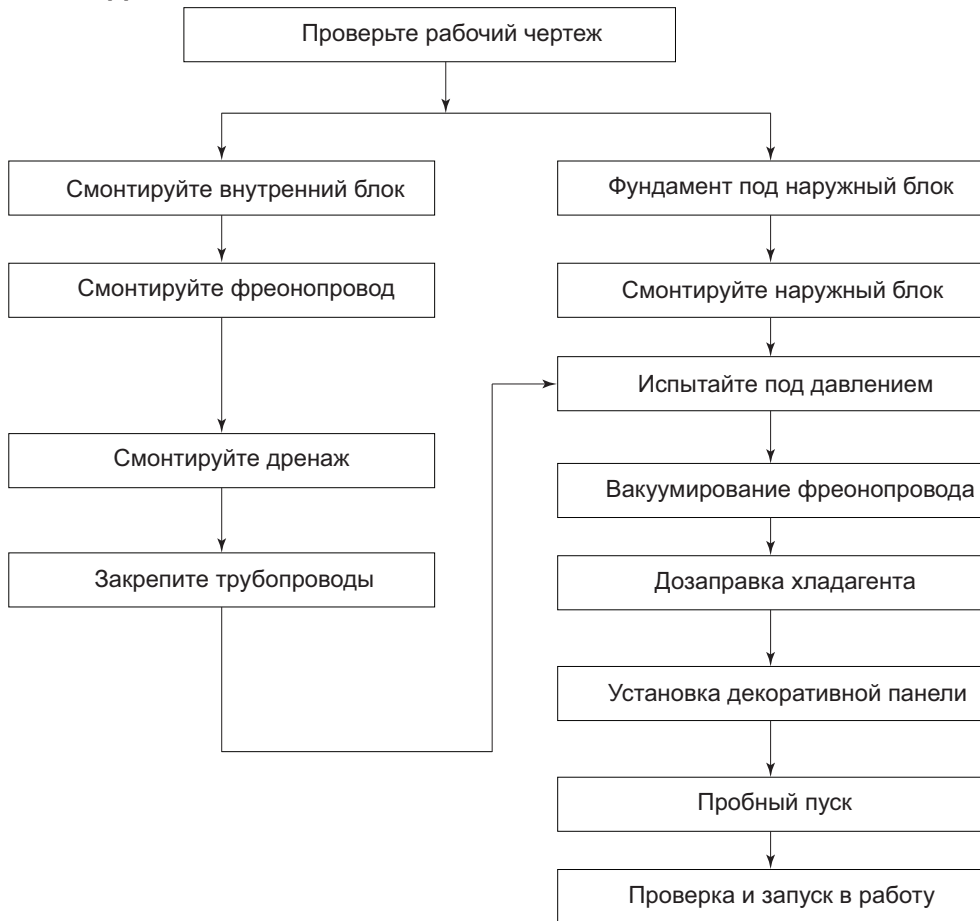 Проверьте рабочий чертеж
Смонтируйте внутренний блок
Смонтируйте фреонопровод
Смонтируйте дренаж
Закрепите трубопроводы
Фундамент под наружный блок
Смонтируйте наружный блок
Испытайте под давлением
Вакуумирование фреонопровода
Дозаправка хладагента
Установка декоративной панели
Пробный пуск
Проверка и запуск в работу